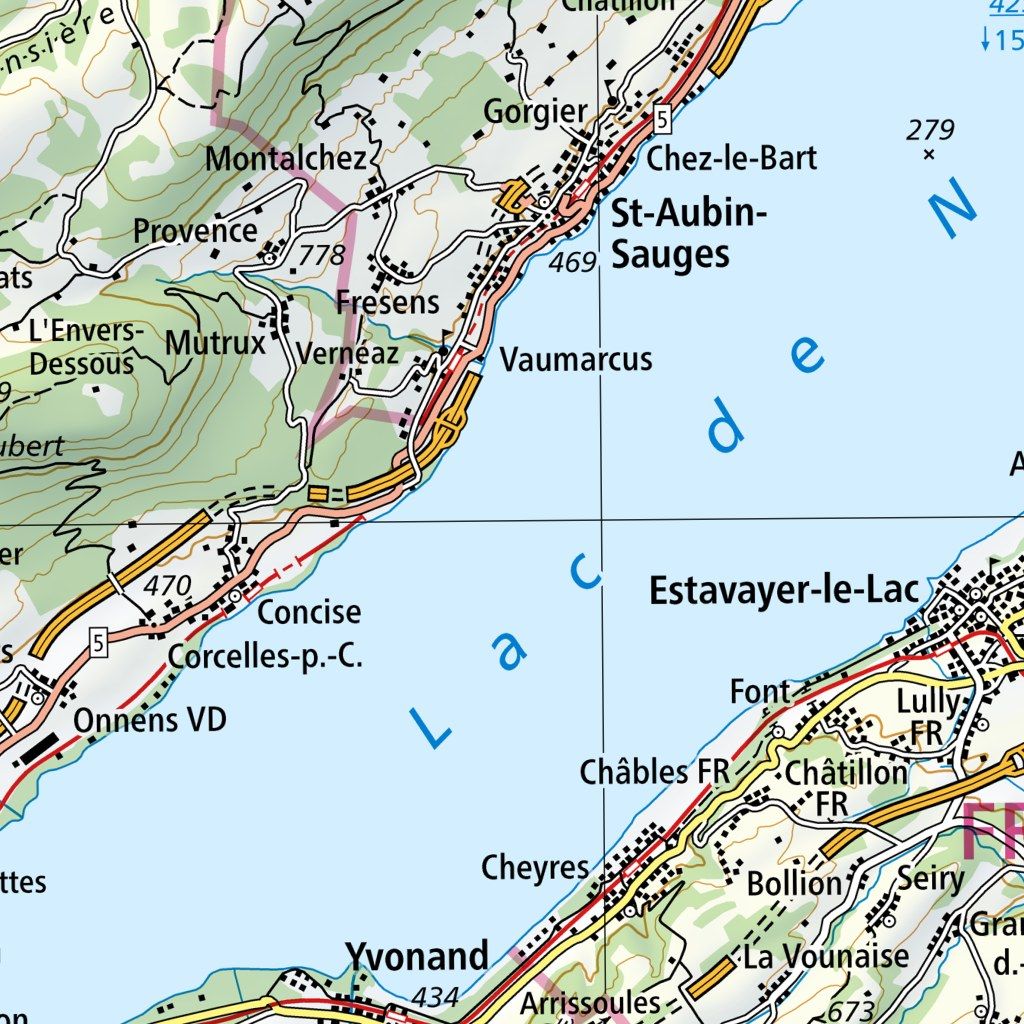 Châtillon
n-s-i-è-r-e
Gorgier
5
279
Montalchez
Chez-le-Bart
N
St-Aubin-
Sauges
Provence
778
469
Fresens
L'Envers-
Dessous
Mutrux
Vernéaz
Vaumarcus
e
d
470
c
Estavayer-le-Lac
Concise
5
a
Corcelles-p.-C.
Font
Lully
FR
L
Onnens VD
Châbles FR
Châtillon
FR
FR
Cheyres
Bollion
Seiry
Yvonand
La Vounaise
434
Arrissoules
673